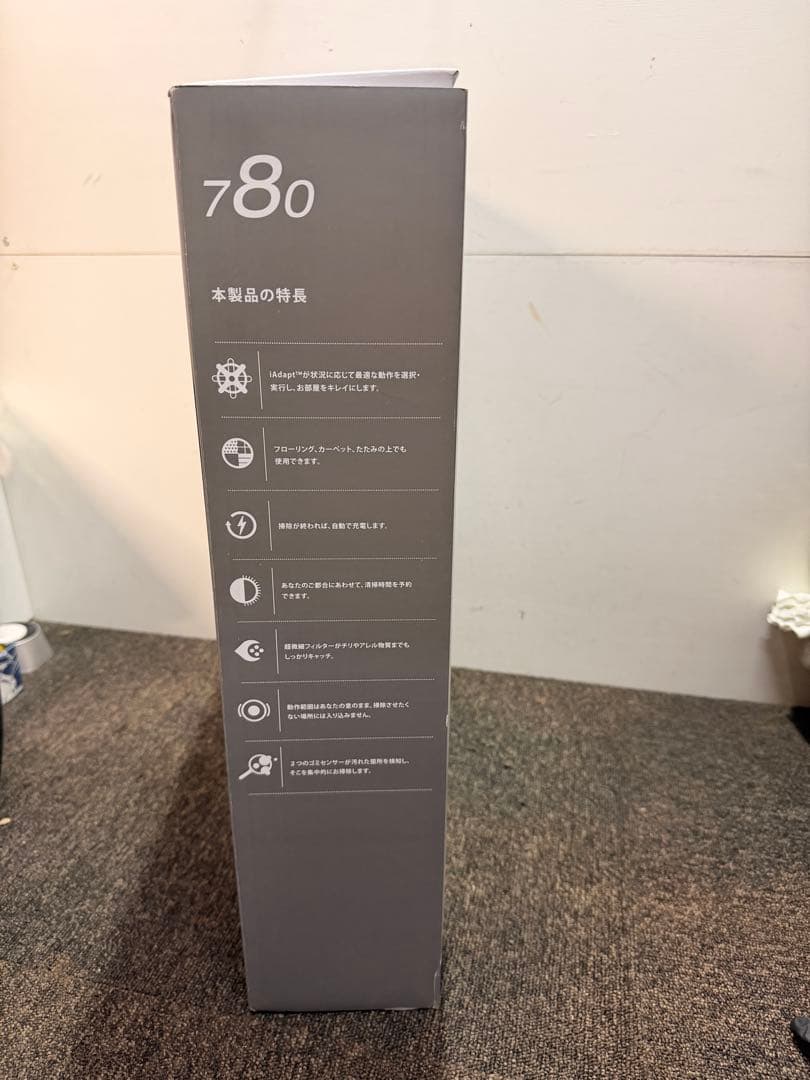 780
本製品の特長
iAdapt™が状況に応じて最適な動作を選択・
実行し、お部屋をキレイにします。
フローリング、カーペット、たたみの上でも
使用できます。
掃除が終われば、自動で充電します。
あなたのご都合にあわせて、清掃時間を予約
できます。
超微細フィルターがチリやアレル物質までも
しっかりキャッチ。
動作範囲はあなたの意のまま、掃除させたく
ない場所には入り込みません。
2つのゴミセンサーが汚れた箇所を検知し、
そこを集中的にお掃除します。